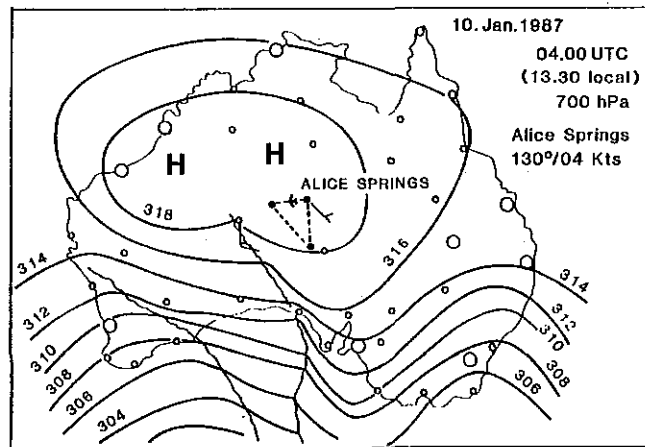 10. Jan.1987
04.00 UTC
(13.30 local)
700 hPa
Alice Springs
130°/04 Kts
H
H
ALICE SPRINGS
318
316
314
314
312
312
310
310
308
308
306
306
304